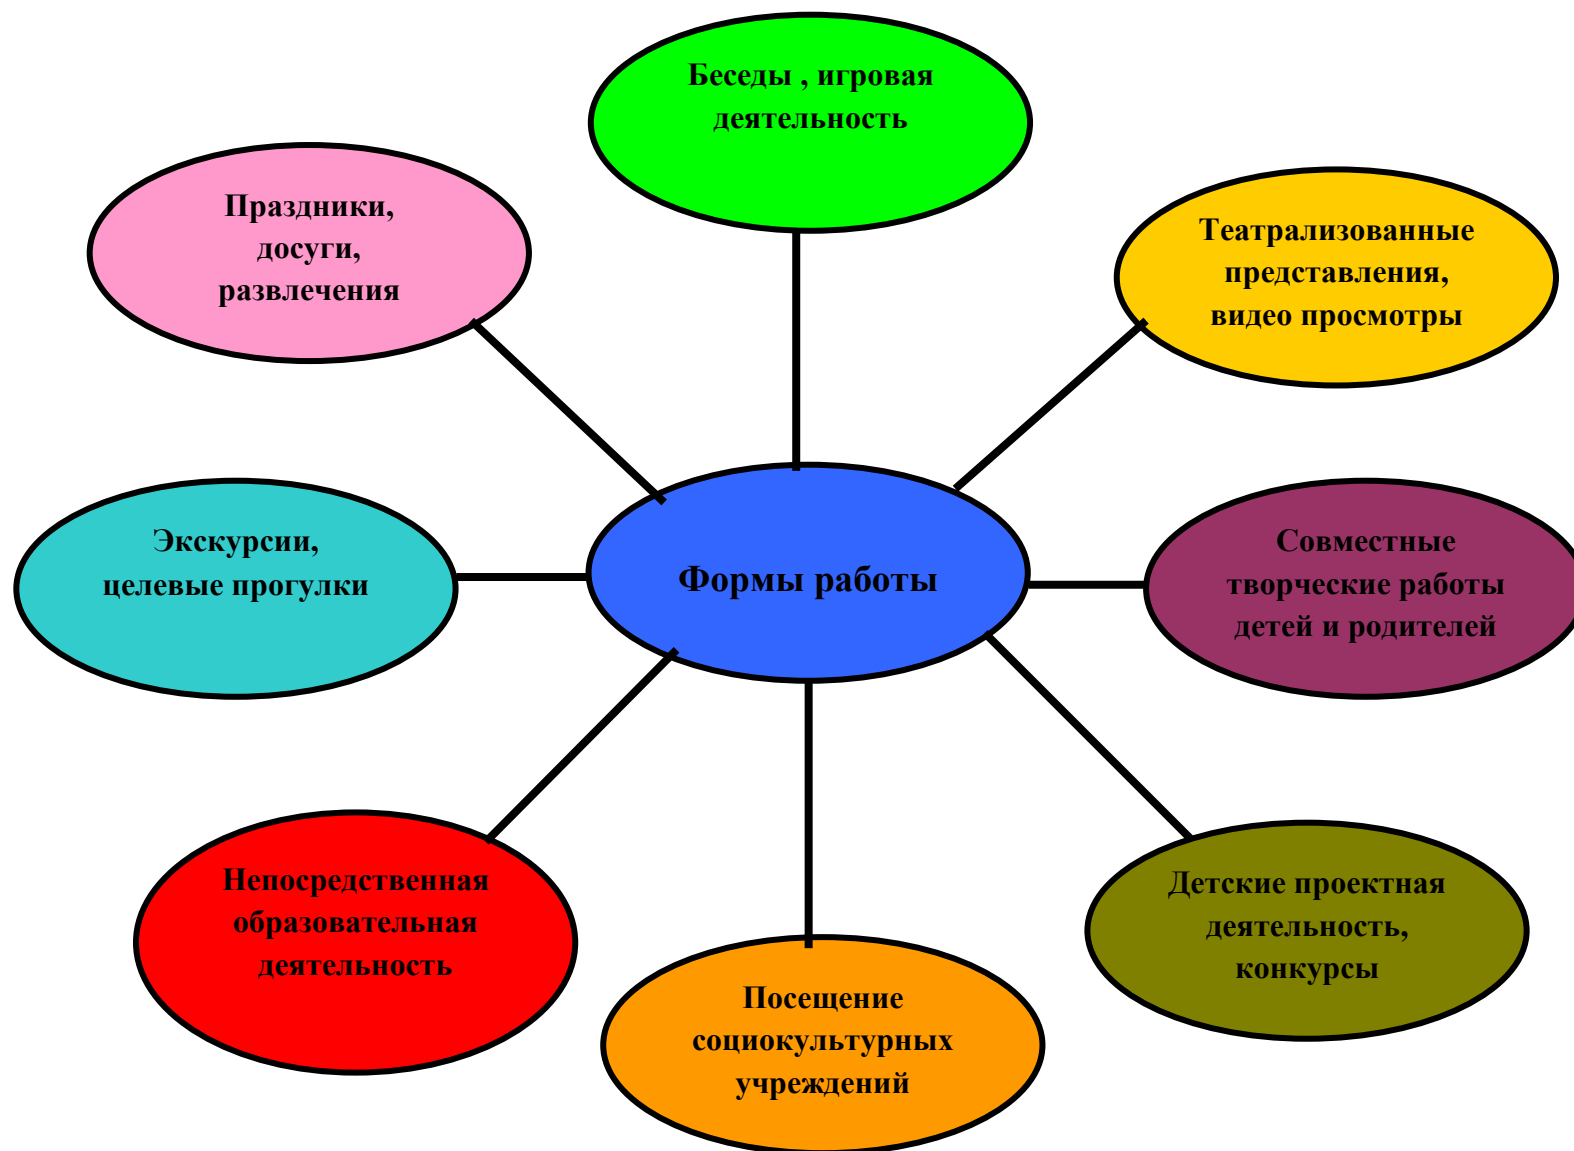 Беседы , игровая
деятельность
Праздники,
досуги,
развлечения
Театрализованные
представления,
видео просмотры
Экскурсии,
целевые прогулки
Формы работы
Совместные
творческие работы
детей и родителей
Непосредственная
образовательная
деятельность
Детские проектная
деятельность,
конкурсы
Посещение
социокультурных
учреждений